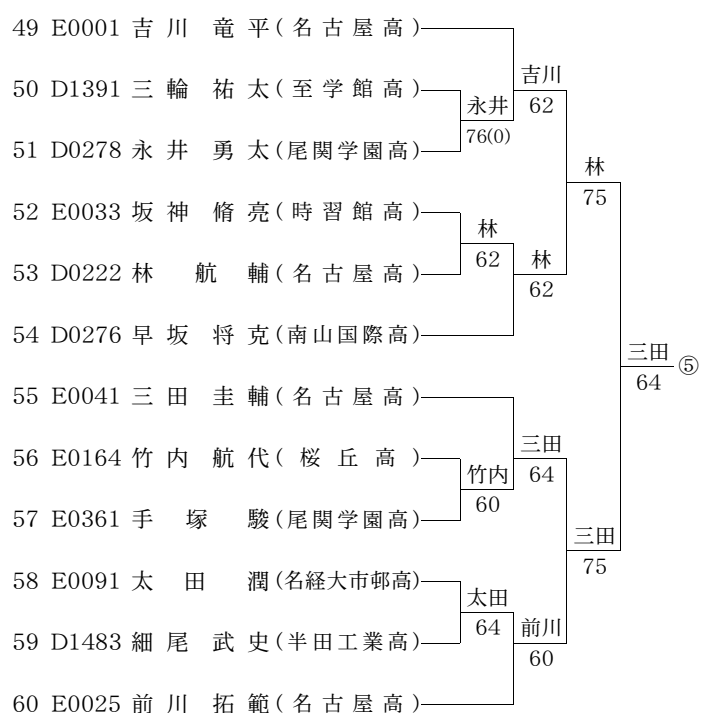 49 E0001 吉川 竜平(名古屋高)
吉川
50 D1391 三輪 祐太(至学館高)
62
永井
76(0)
51 D0278 永井 勇太(尾関学園高)
林
75
52 E0033 坂神 脩亮(時習館高)
林
62
53 D0222 林 航輔(名古屋高)
林
62
54 D0276 早坂 将克(南山国際高)
三田 ⑤
64
55 E0041 三田 圭輔(名古屋高)
三田
64
56 E0164 竹内 航代(桜丘高)
竹内
60
57 E0361 手塚 駿(尾関学園高)
三田
75
58 E0091 太田 潤(名経大市邨高)
太田
64
59 D1483 細尾 武史(半田工業高)
前川
60
60 E0025 前川 拓範(名古屋高)